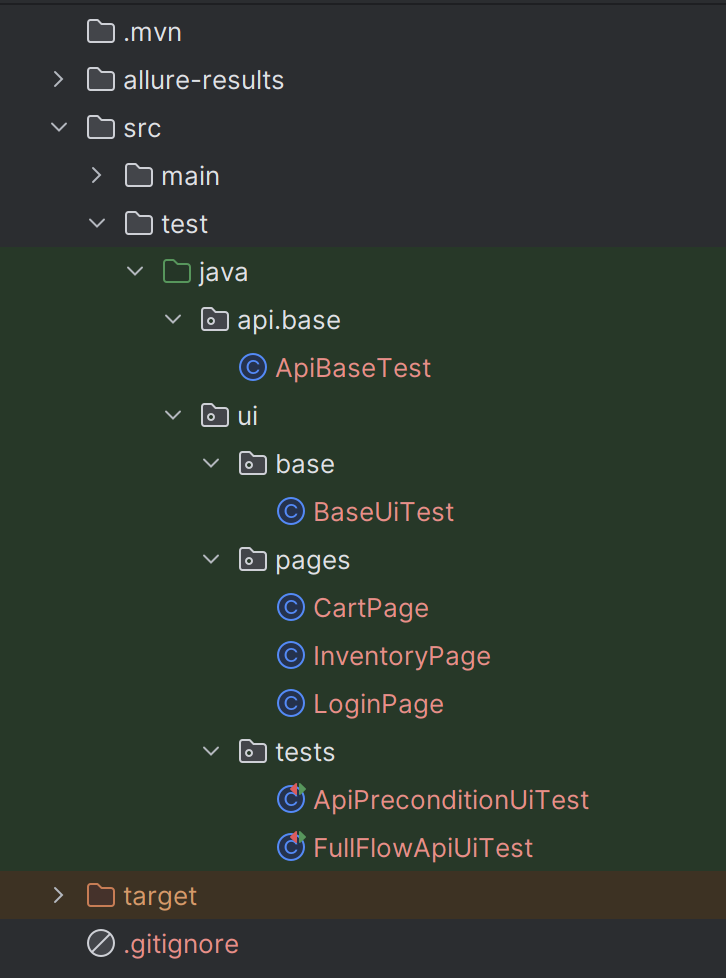 .mvn
allure-results
src
main
test
java
api.base
ApiBaseTest
ui
base
BaseUiTest
pages
CartPage
InventoryPage
LoginPage
tests
ApiPreconditionUiTest
FullFlowApiUiTest
target
.gitignore